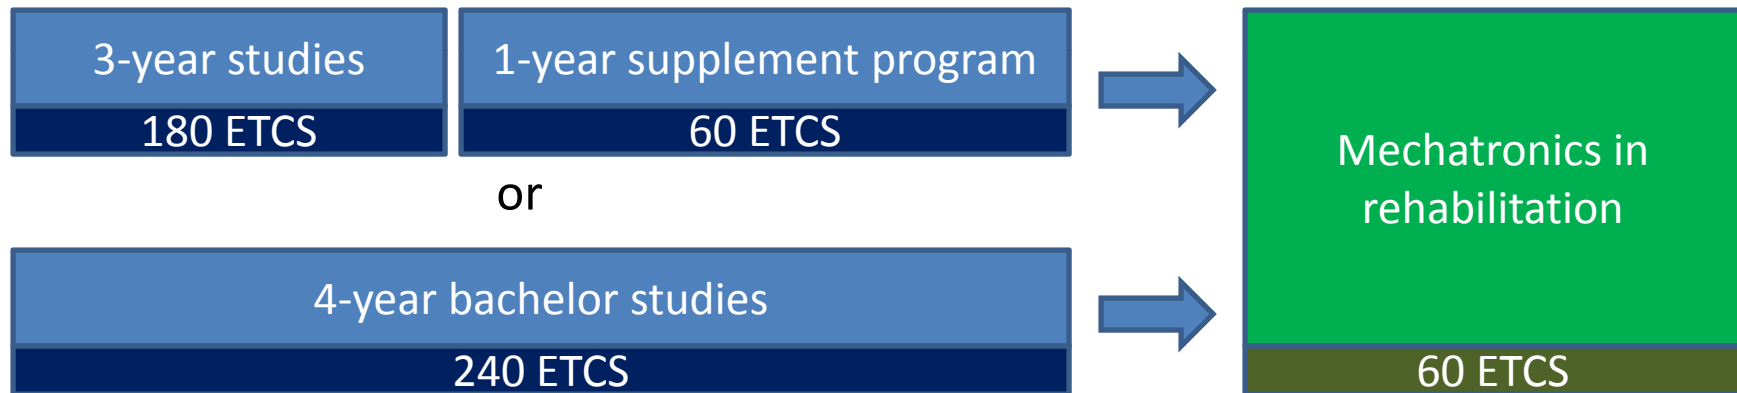 3-year studies
1-year supplement program
180 ETCS
60 ETCS
or
4-year bachelor studies
240 ETCS
Mechatronics in
rehabilitation
60 ETCS